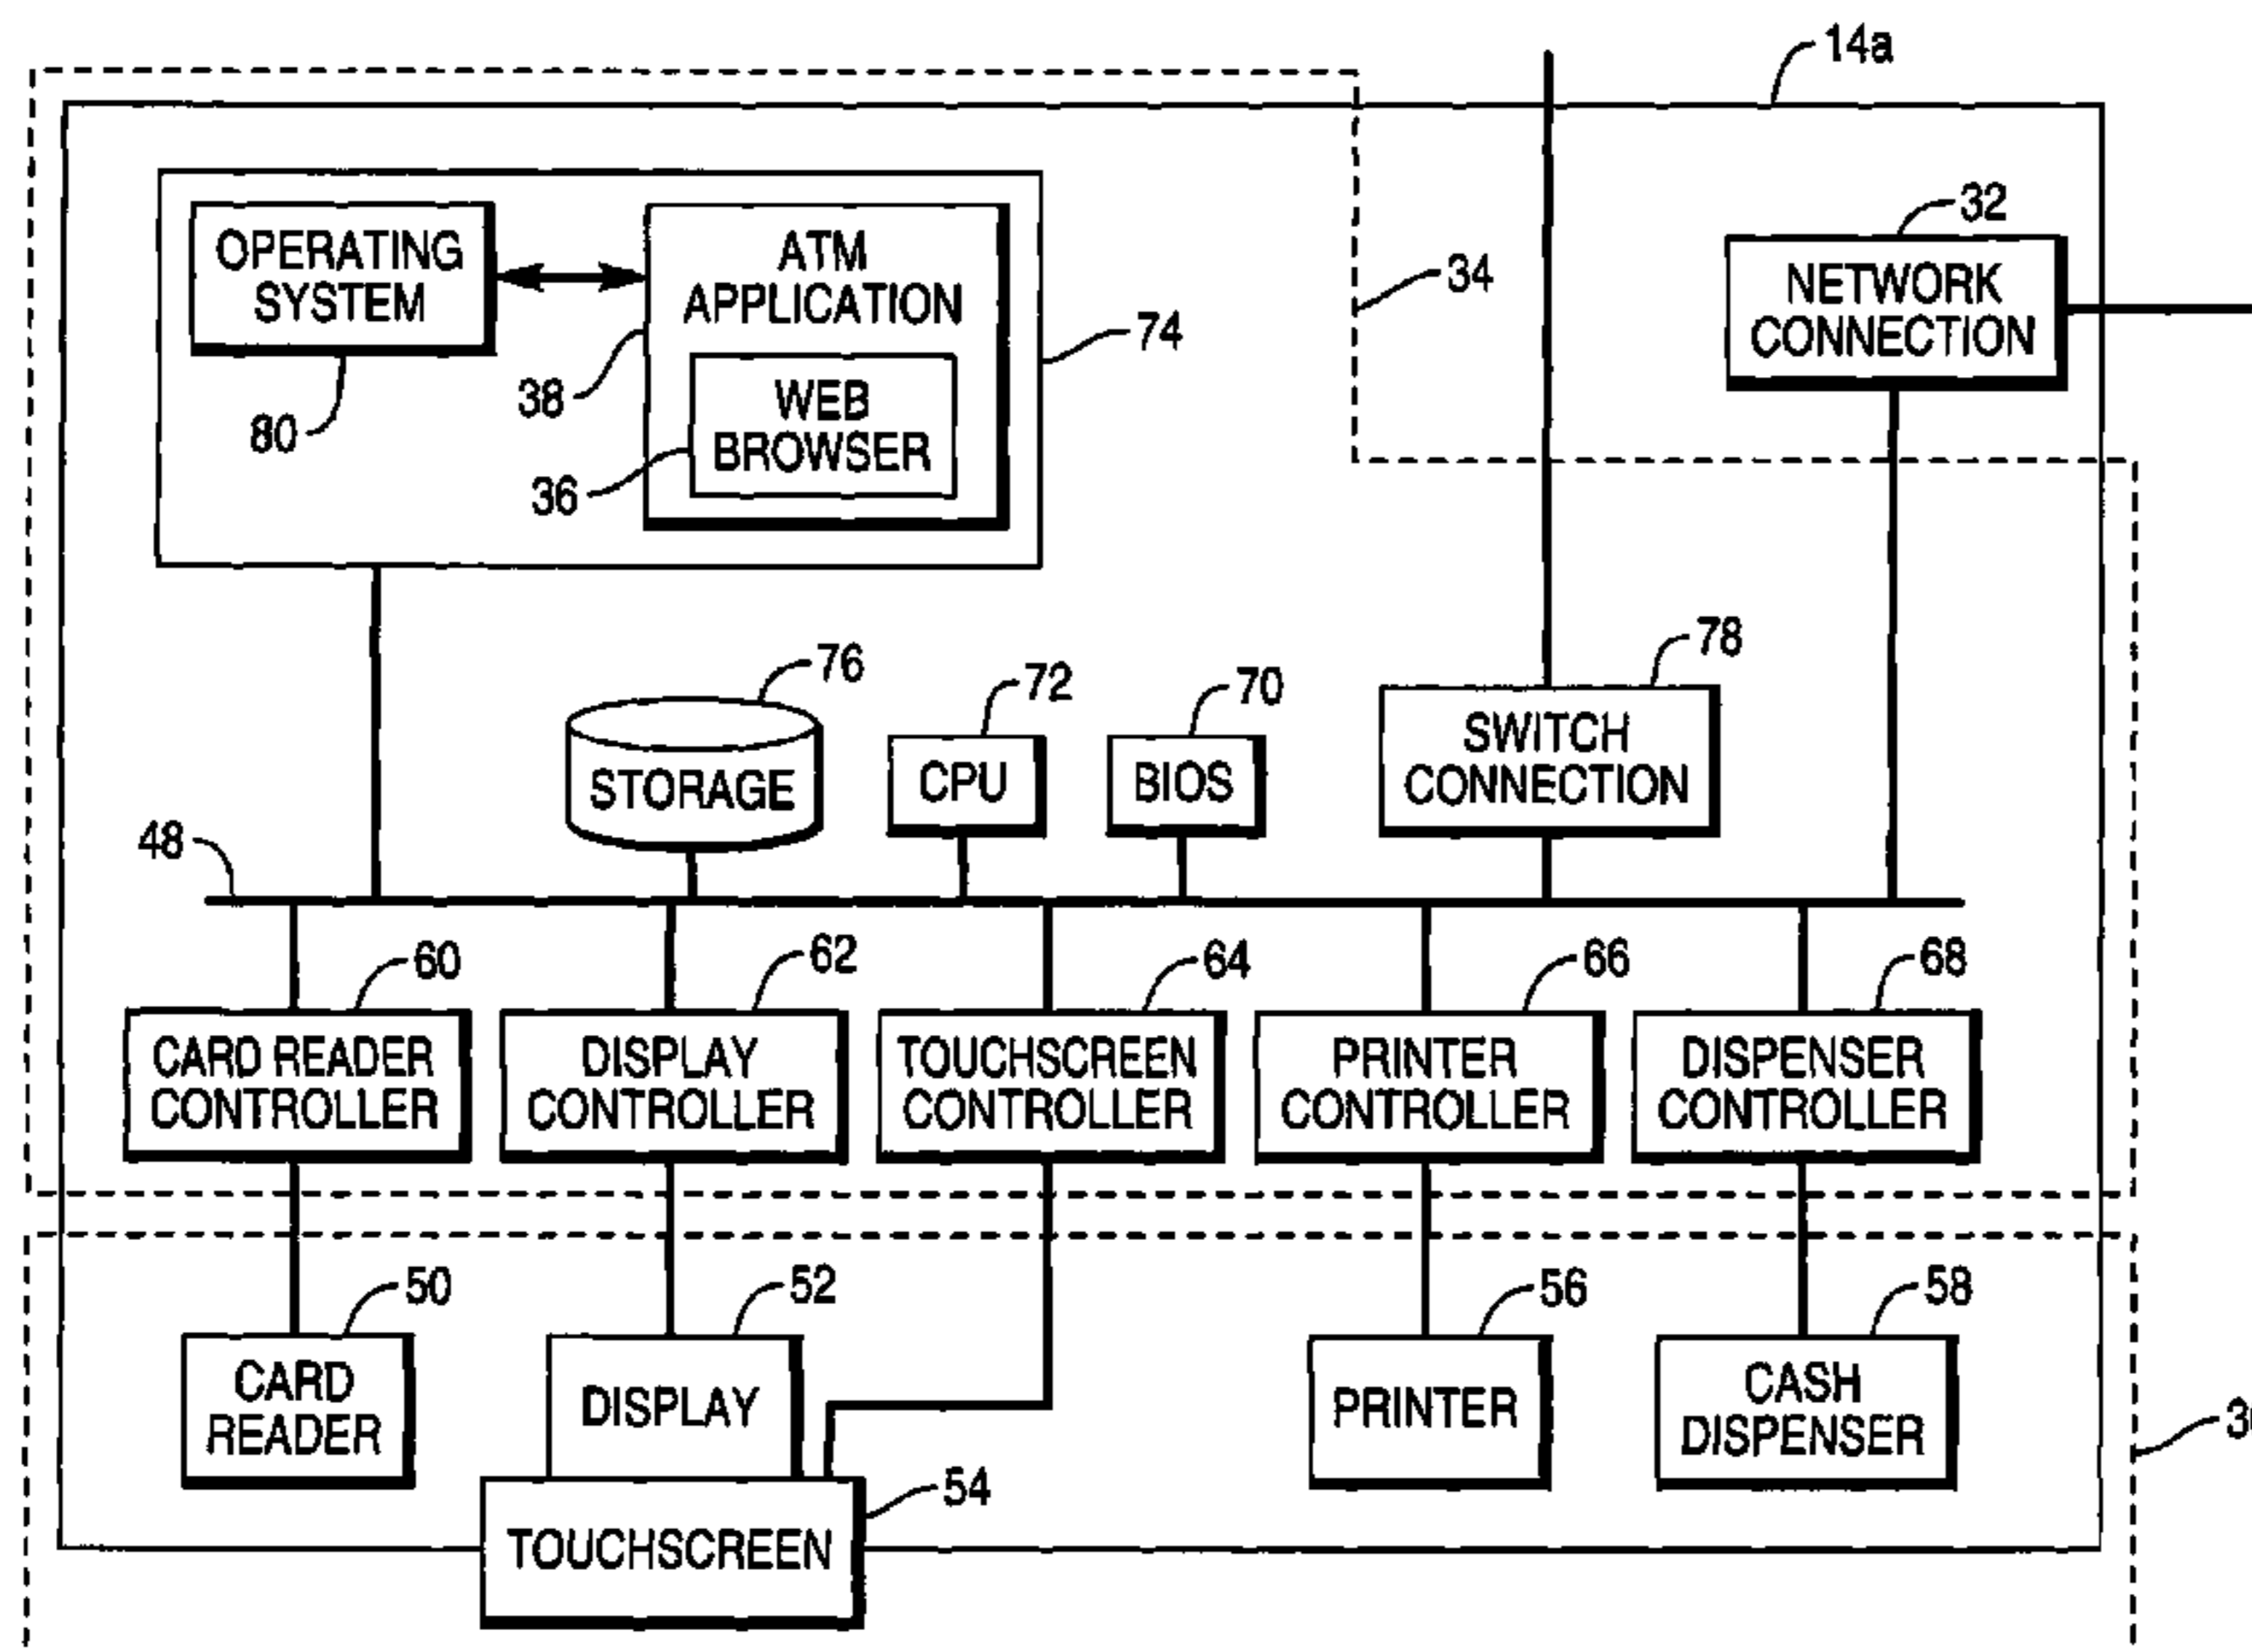 14a
32
OPERATING
SYSTEM
ATM
APPLICATION
NETWORK
CONNECTION
34
74
38
WEB
BROWSER
80
36
78
76
72
70
STORAGE
CPU
BIOS
SWITCH
CONNECTION
48
60
62
64
66
68
CARD READER
CONTROLLER
DISPLAY
CONTROLLER
TOUCHSCREEN
CONTROLLER
PRINTER
CONTROLLER
DISPENSER
CONTROLLER
50
52
56
58
CARD
READER
DISPLAY
PRINTER
CASH
DISPENSER
54
TOUCHSCREEN